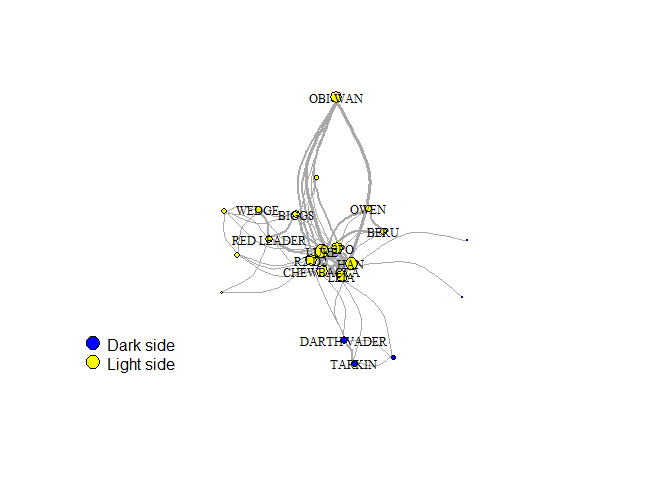 OBI-WAN
WEDGE
BIGGS
OWEN
BERU
RED LEADER
LUKE
C-3PO
R2-D2
HAN
CHEWBACCA
LEIA
DARTH VADER
TARKIN
Dark side
Light side